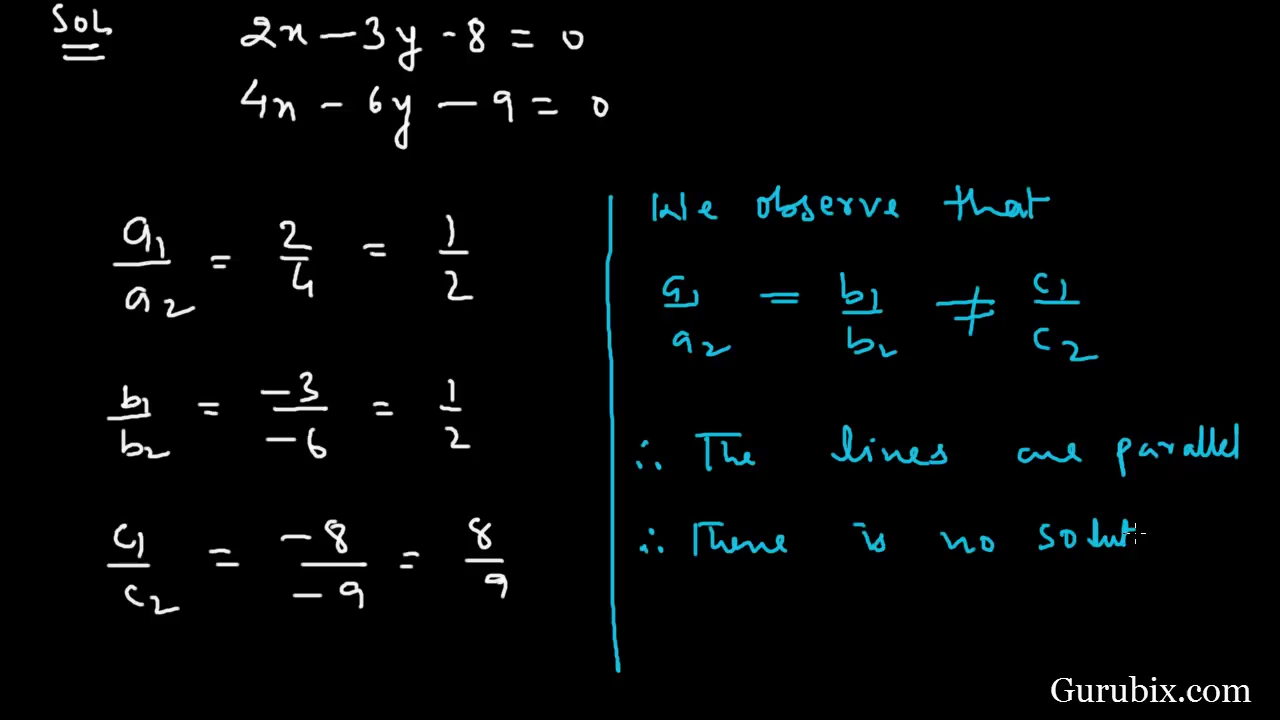 Sol.
2x - 3y - 8 = 0
4x - 6y - 9 = 0
a₁/a₂ = 2/4 = 1/2
b₁/b₂ = -3/-6 = 1/2
c₁/c₂ = -8/-9 = 8/9
We observe that
a₁/a₂ = b₁/b₂ ≠ c₁/c₂
∴ The lines are parallel
∴ There is no solut
Gurubix.com